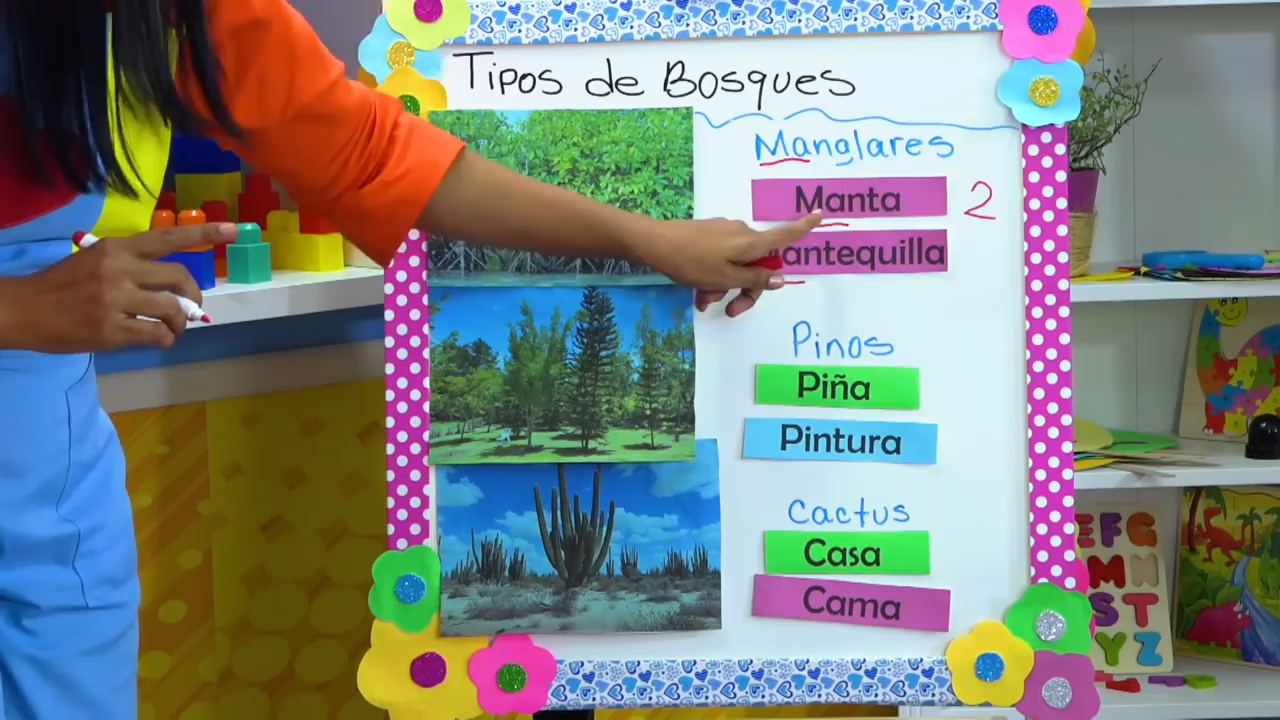 Tipos de Bosques
Manglares
Manta 2
antequilla
Pinos
Piña
Pintura
Cactus
Casa
Cama
E F G
M N
S T
Y Z